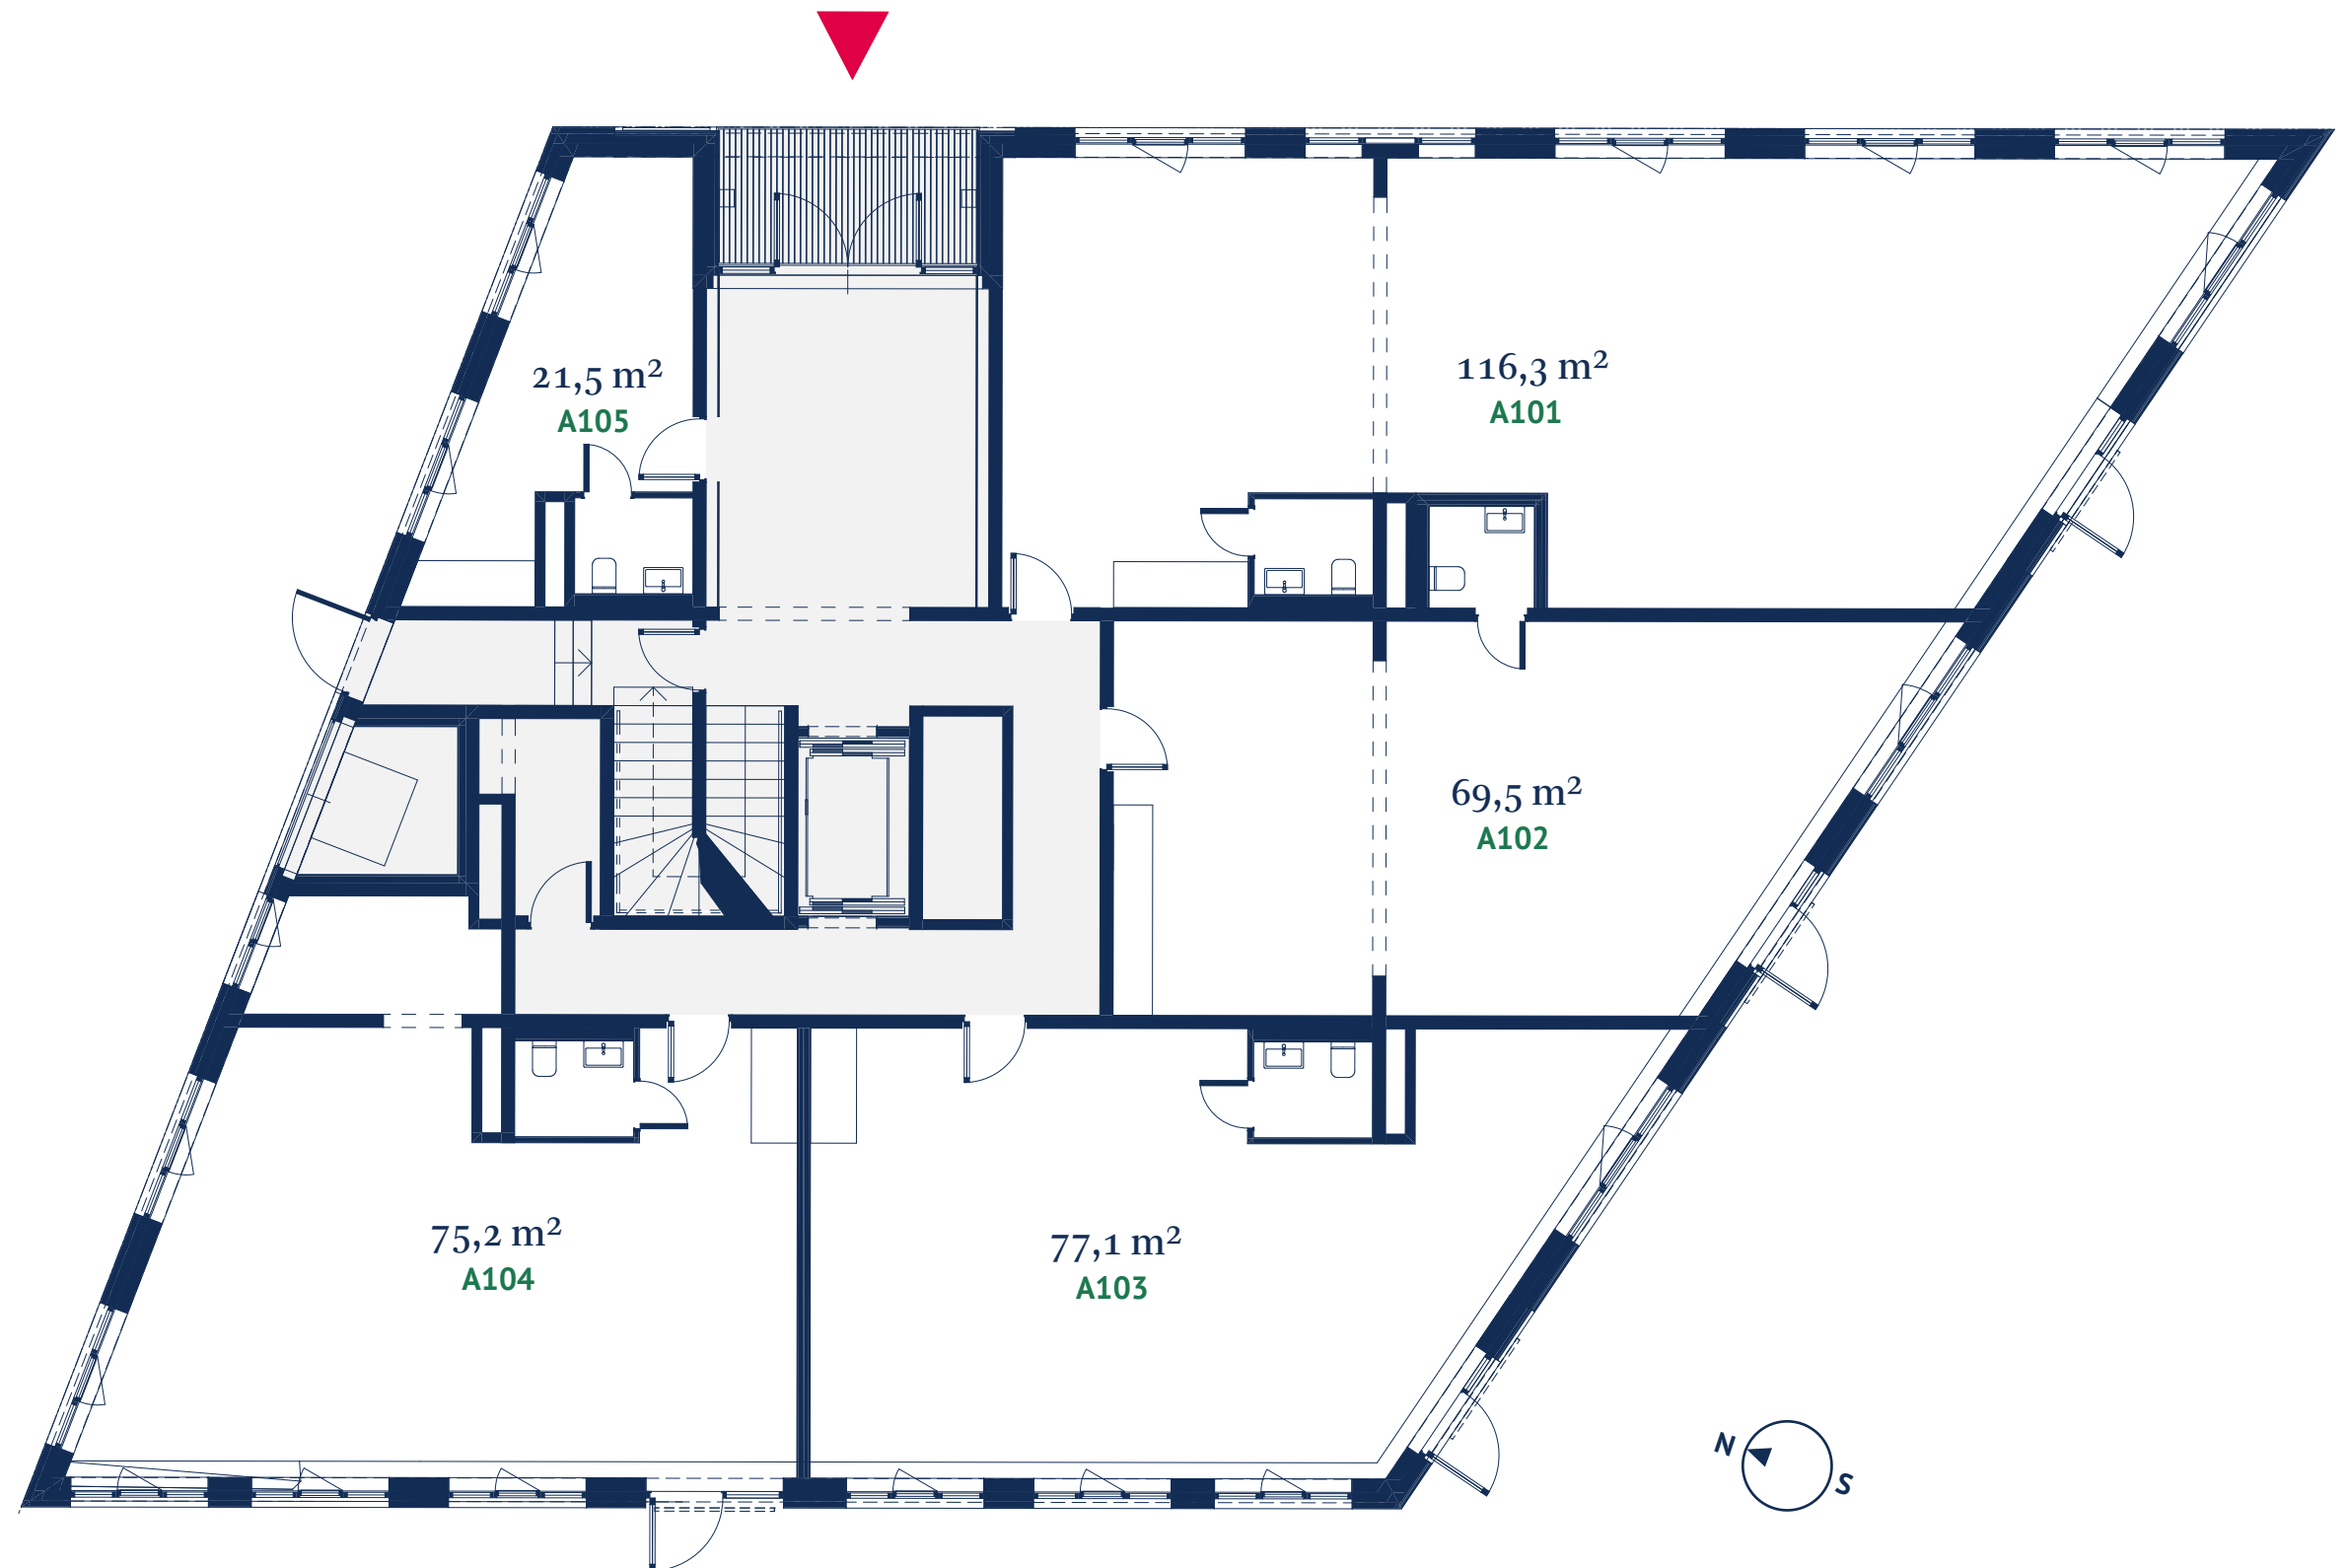 21,5 m²
A105
116,3 m²
A101
69,5 m²
A102
75,2 m²
A104
77,1 m²
A103
N
S